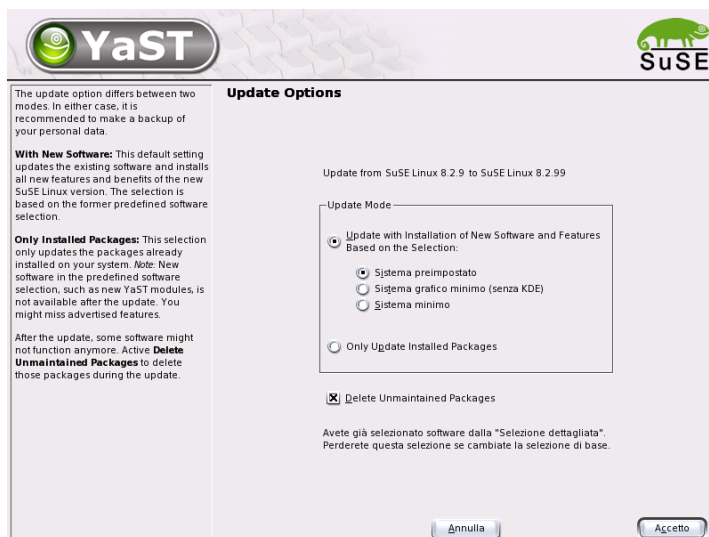 YaST
SuSE
The update option differs between two
modes. In either case, it is
recommended to make a backup of
your personal data.
With New Software: This default setting
updates the existing software and installs
all new features and benefits of the new
SuSE Linux version. The selection is
based on the former predefined software
selection.
Only Installed Packages: This selection
only updates the packages already
installed on your system. Note: New
software in the predefined software
selection, such as new YaST modules, is
not available after the update. You
might miss advertised features.
After the update, some software might
not function anymore. Active Delete
Unmaintained Packages to delete
those packages during the update.
Update Options
Update from SuSE Linux 8.2.9 to SuSE Linux 8.2.99
Update Mode
Update with Installation of New Software and Features
Based on the Selection:
Sistema preimpostato
Sistema grafico minimo (senza KDE)
Sistema minimo
Only Update Installed Packages
Delete Unmaintained Packages
Avete già selezionato software dalla "Selezione dettagliata".
Perderete questa selezione se cambiate la selezione di base.
Annulla
Accetto